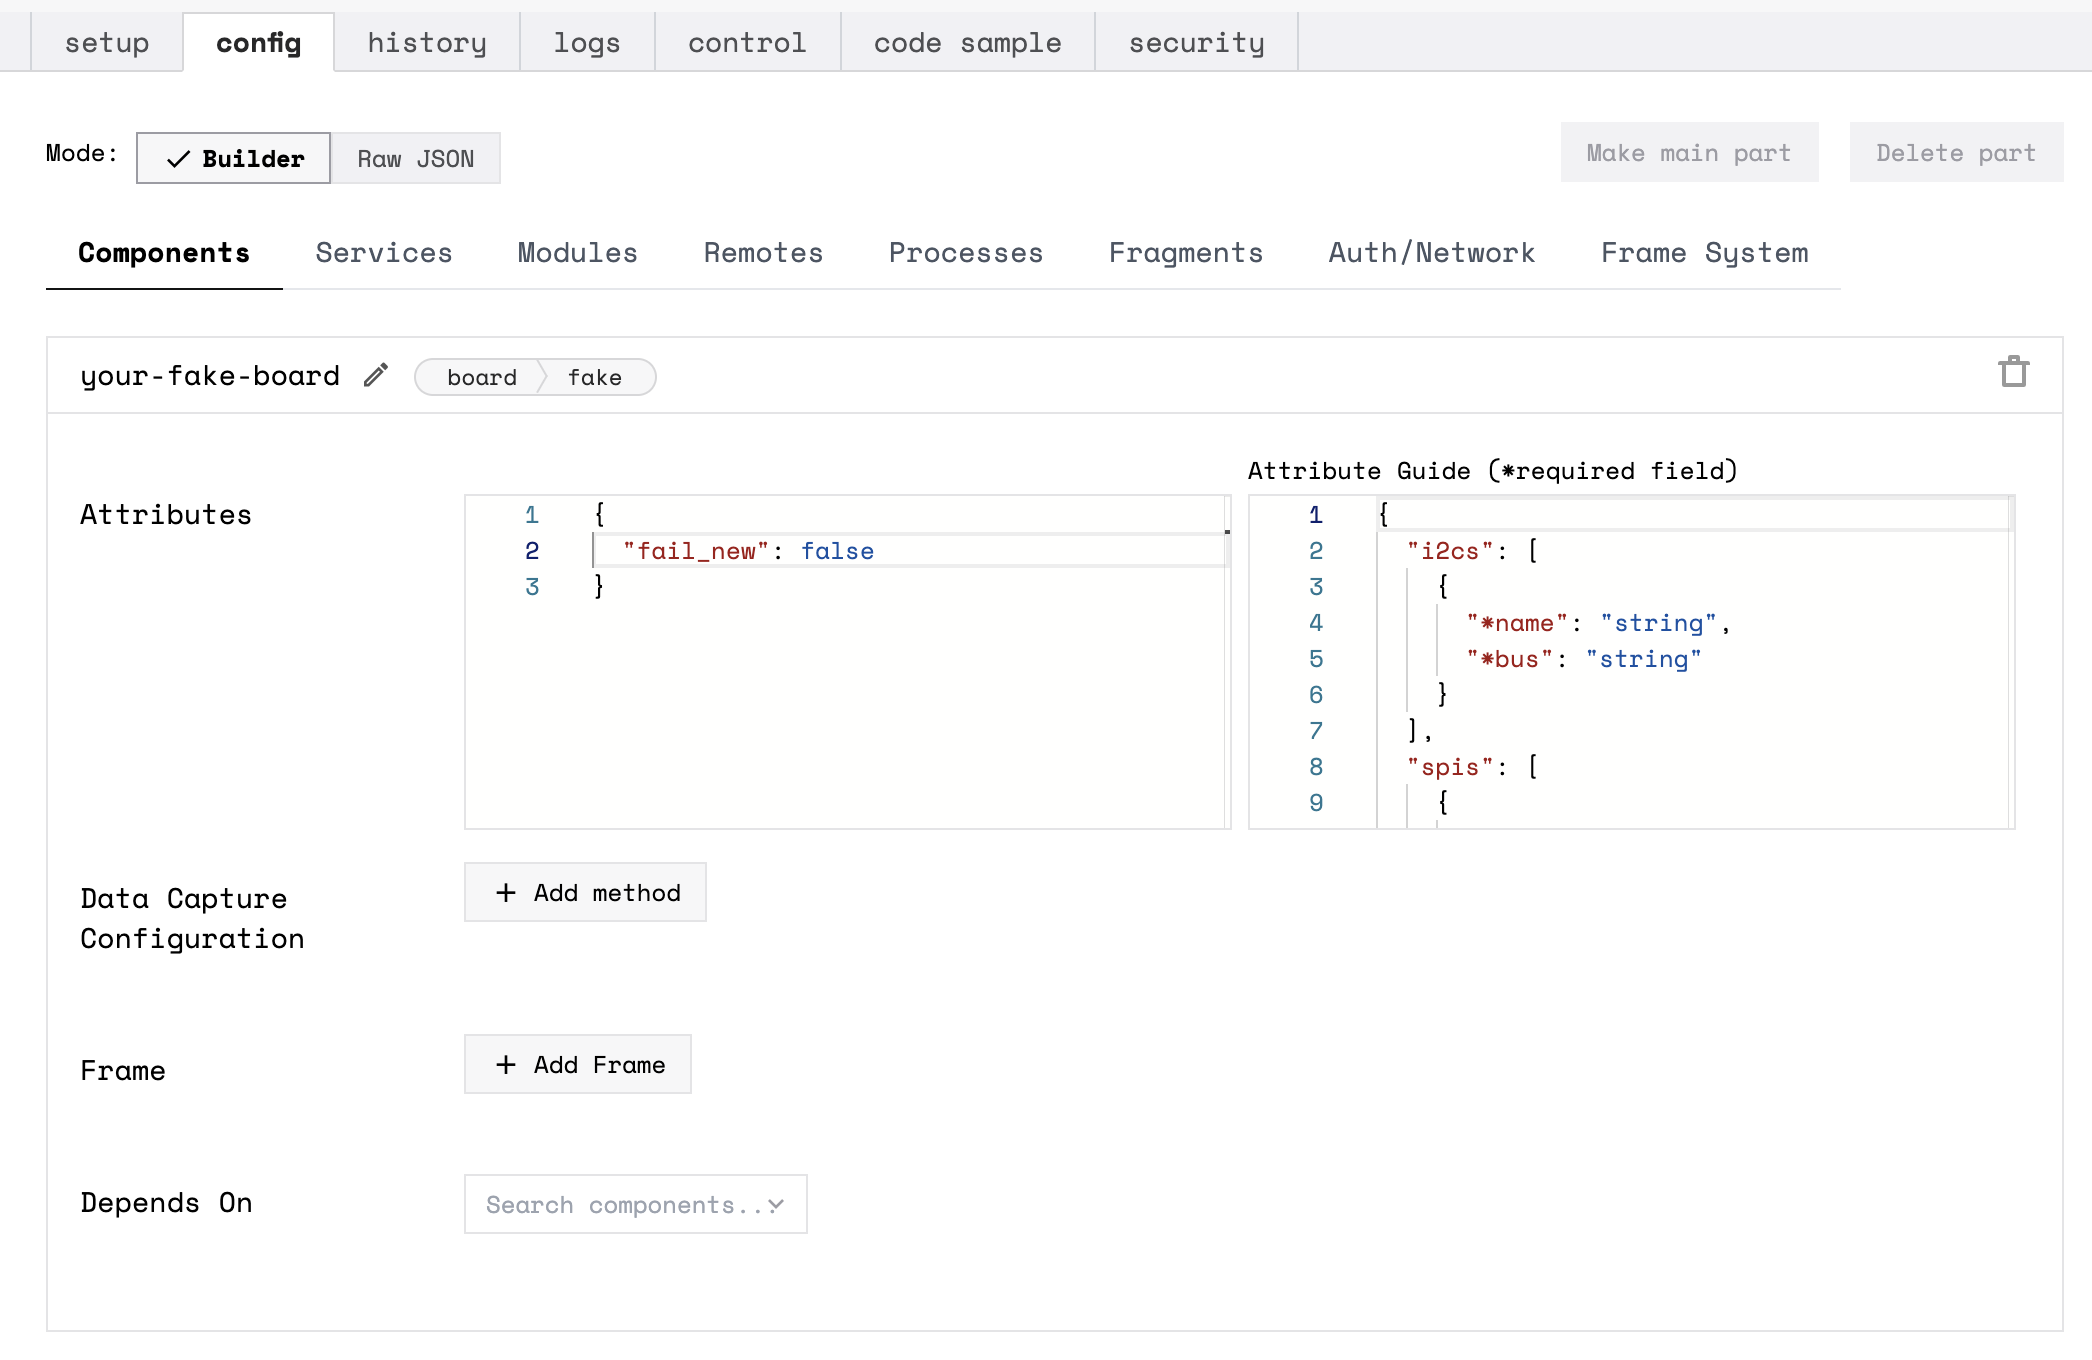 setup config history logs control code sample security
Mode: Builder Raw JSON Make main part Delete part
Components Services Modules Remotes Processes Fragments Auth/Network Frame System
your-fake-board board fake
Attribute Guide (*required field)
Attributes
1 {
2 "fail_new": false
3 }
1 {
2 "i2cs": [
3 {
4 "*name": "string",
5 "*bus": "string"
6 }
7 ],
8 "spis": [
9 {
Data Capture
Configuration
+ Add method
Frame
+ Add Frame
Depends On
Search components...